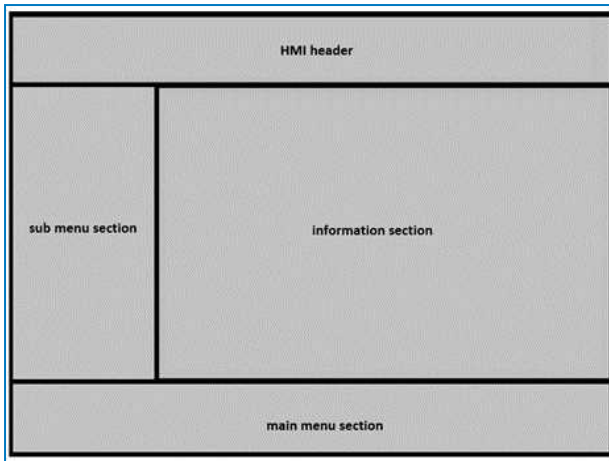 HMI header
sub menu section
information section
main menu section